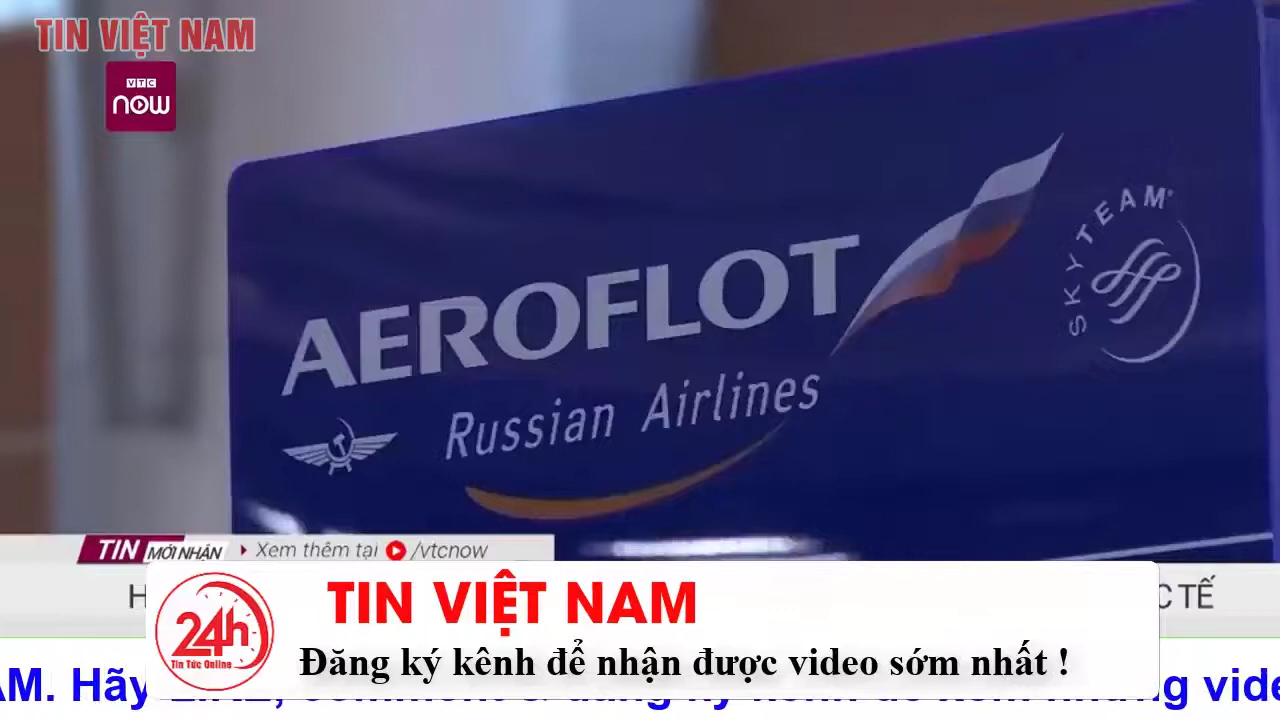 TIN VIỆT NAM
VTC
now
SKYTEAM
AEROFLOT
Russian Airlines
TIN MỚI NHẬN Xem thêm tại /vtcnow
C TẾ
24h
Tin Tức Online
TIN VIỆT NAM
Đăng ký kênh để nhận được video sớm nhất !
AM. Hãy